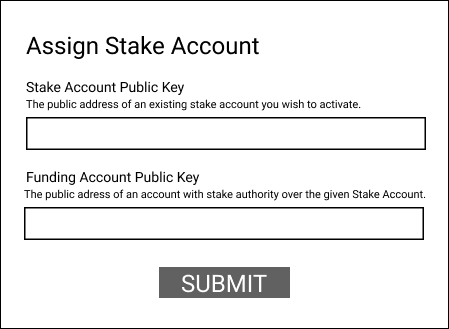 Assign Stake Account
Stake Account Public Key
The public address of an existing stake account you wish to activate.
Funding Account Public Key
The public adress of an account with stake authority over the given Stake Account.
SUBMIT